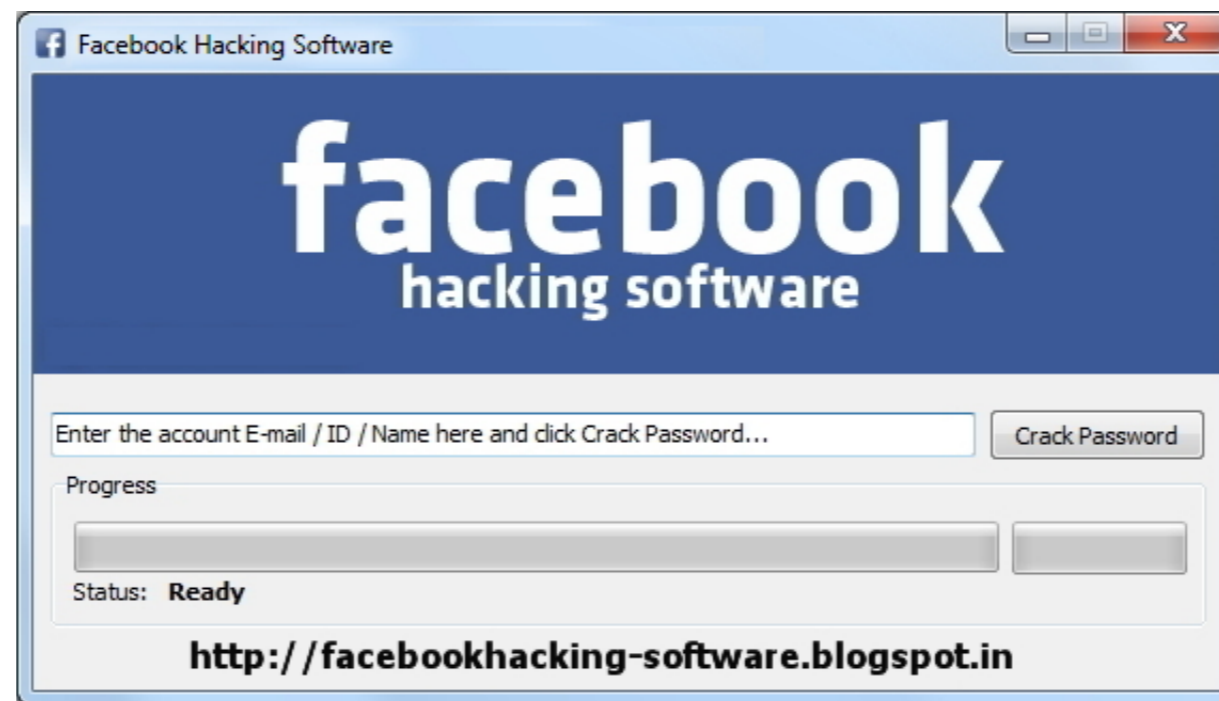 Facebook Hacking Software
facebook
hacking software
Enter the account E-mail / ID / Name here and click Crack Password...
Crack Password
Progress
Status: Ready
http://facebookhacking-software.blogspot.in